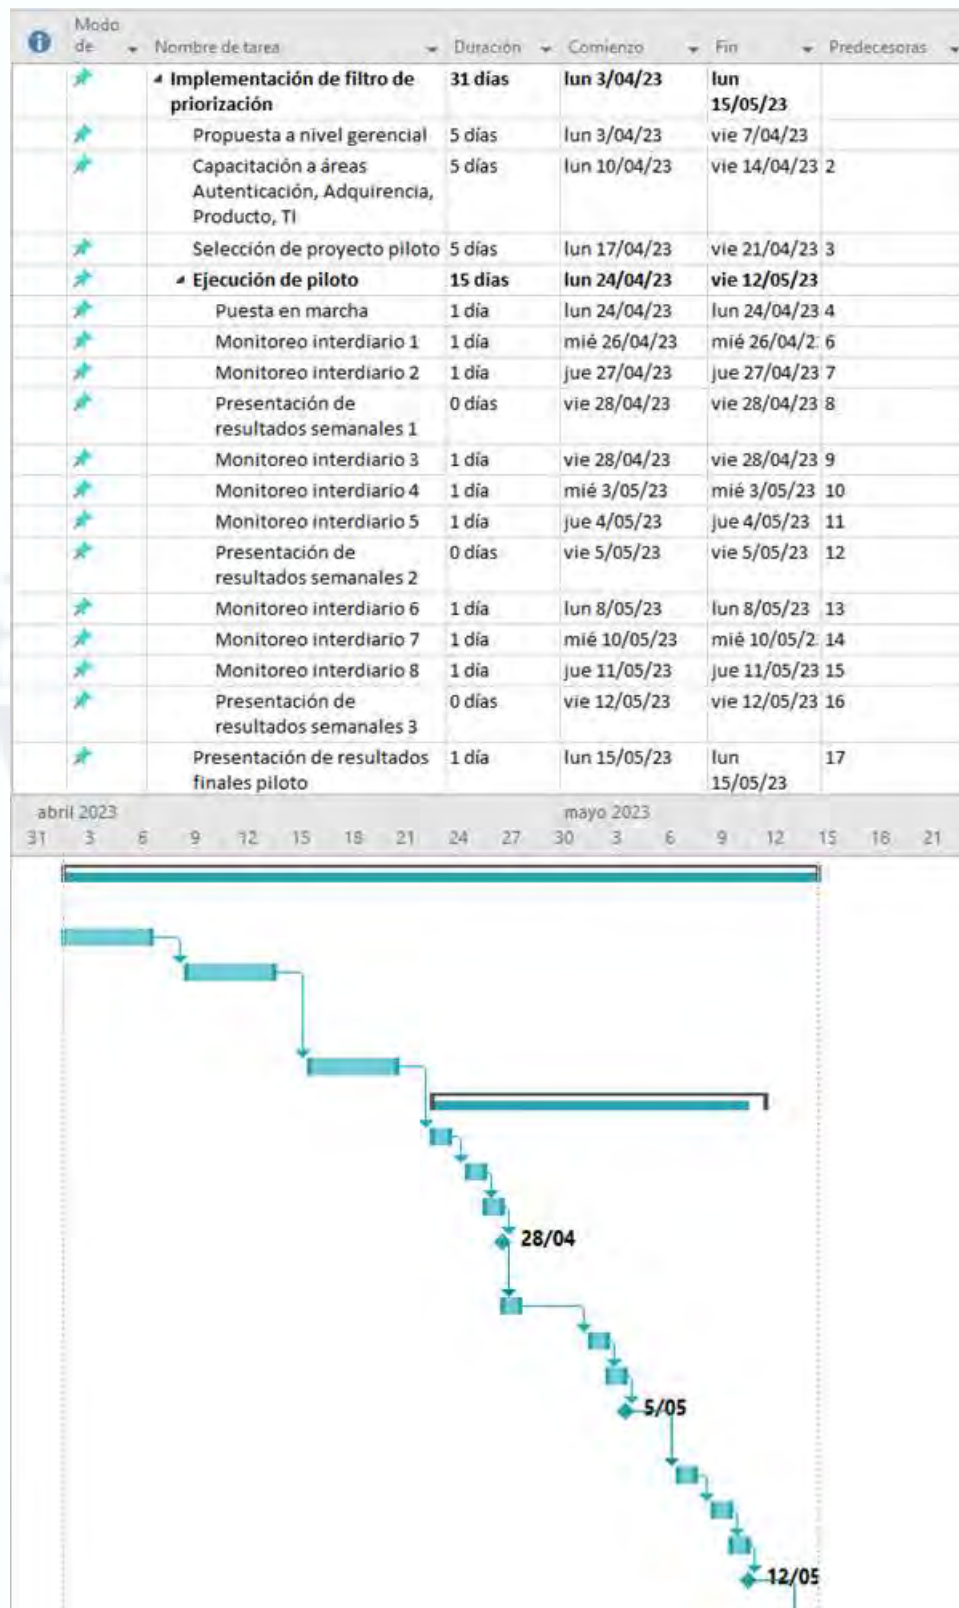 Modo
de Nombre de tarea Duración Comienzo Fin Predecesoras
Implementación de filtro de 31 días lun 3/04/23 lun
priorización 15/05/23
Propuesta a nivel gerencial 5 días lun 3/04/23 vie 7/04/23
Capacitación a áreas 5 días lun 10/04/23 vie 14/04/23 2
Autenticación, Adquirencia,
Producto, TI
Selección de proyecto piloto 5 días lun 17/04/23 vie 21/04/23 3
Ejecución de piloto 15 días lun 24/04/23 vie 12/05/23
Puesta en marcha 1 día lun 24/04/23 lun 24/04/23 4
Monitoreo interdiario 1 1 día mié 26/04/23 mié 26/04/2 6
Monitoreo interdiario 2 1 día jue 27/04/23 jue 27/04/23 7
Presentación de 0 días vie 28/04/23 vie 28/04/23 8
resultados semanales 1
Monitoreo interdiario 3 1 día vie 28/04/23 vie 28/04/23 9
Monitoreo interdiario 4 1 día mié 3/05/23 mié 3/05/23 10
Monitoreo interdiario 5 1 día jue 4/05/23 jue 4/05/23 11
Presentación de 0 días vie 5/05/23 vie 5/05/23 12
resultados semanales 2
Monitoreo interdiario 6 1 día lun 8/05/23 lun 8/05/23 13
Monitoreo interdiario 7 1 día mié 10/05/23 mié 10/05/2 14
Monitoreo interdiario 8 1 día jue 11/05/23 jue 11/05/23 15
Presentación de 0 días vie 12/05/23 vie 12/05/23 16
resultados semanales 3
Presentación de resultados 1 día lun 15/05/23 lun 17
finales piloto 15/05/23
abril 2023 mayo 2023
31 3 6 9 12 15 18 21 24 27 30 3 6 9 12 15 18 21
28/04
5/05
12/05